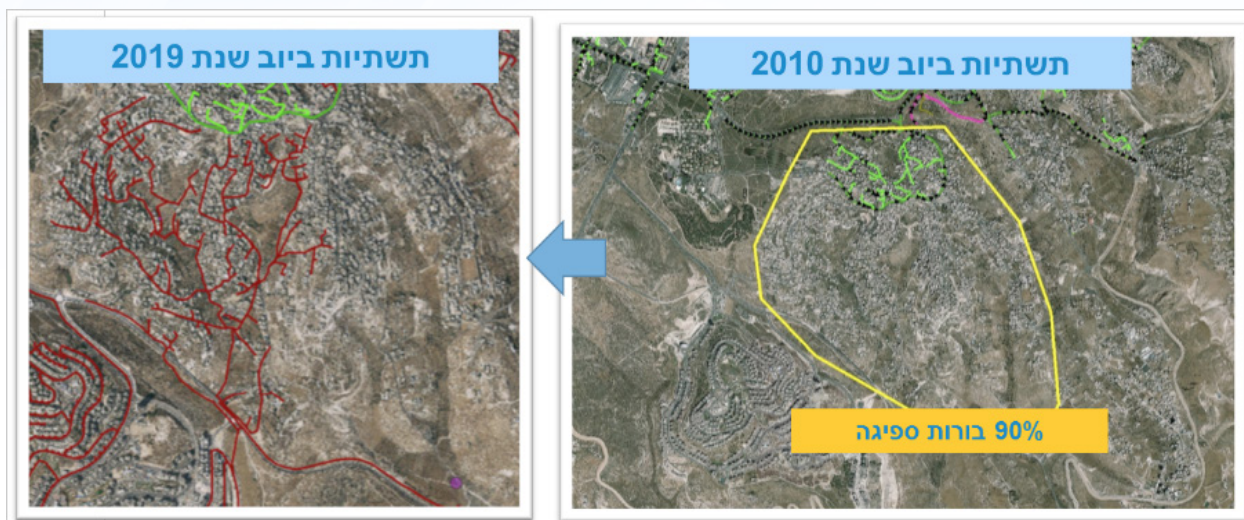 תשתיות ביוב שנת 2010
תשתיות ביוב שנת 2019
90% בורות ספיגה